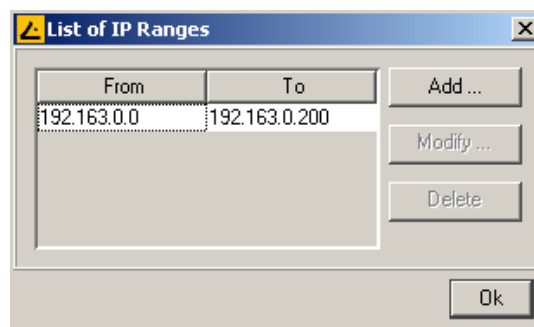 List of IP Ranges
From To Add ...
192.163.0.0 192.163.0.200
Modify ...
Delete
Ok